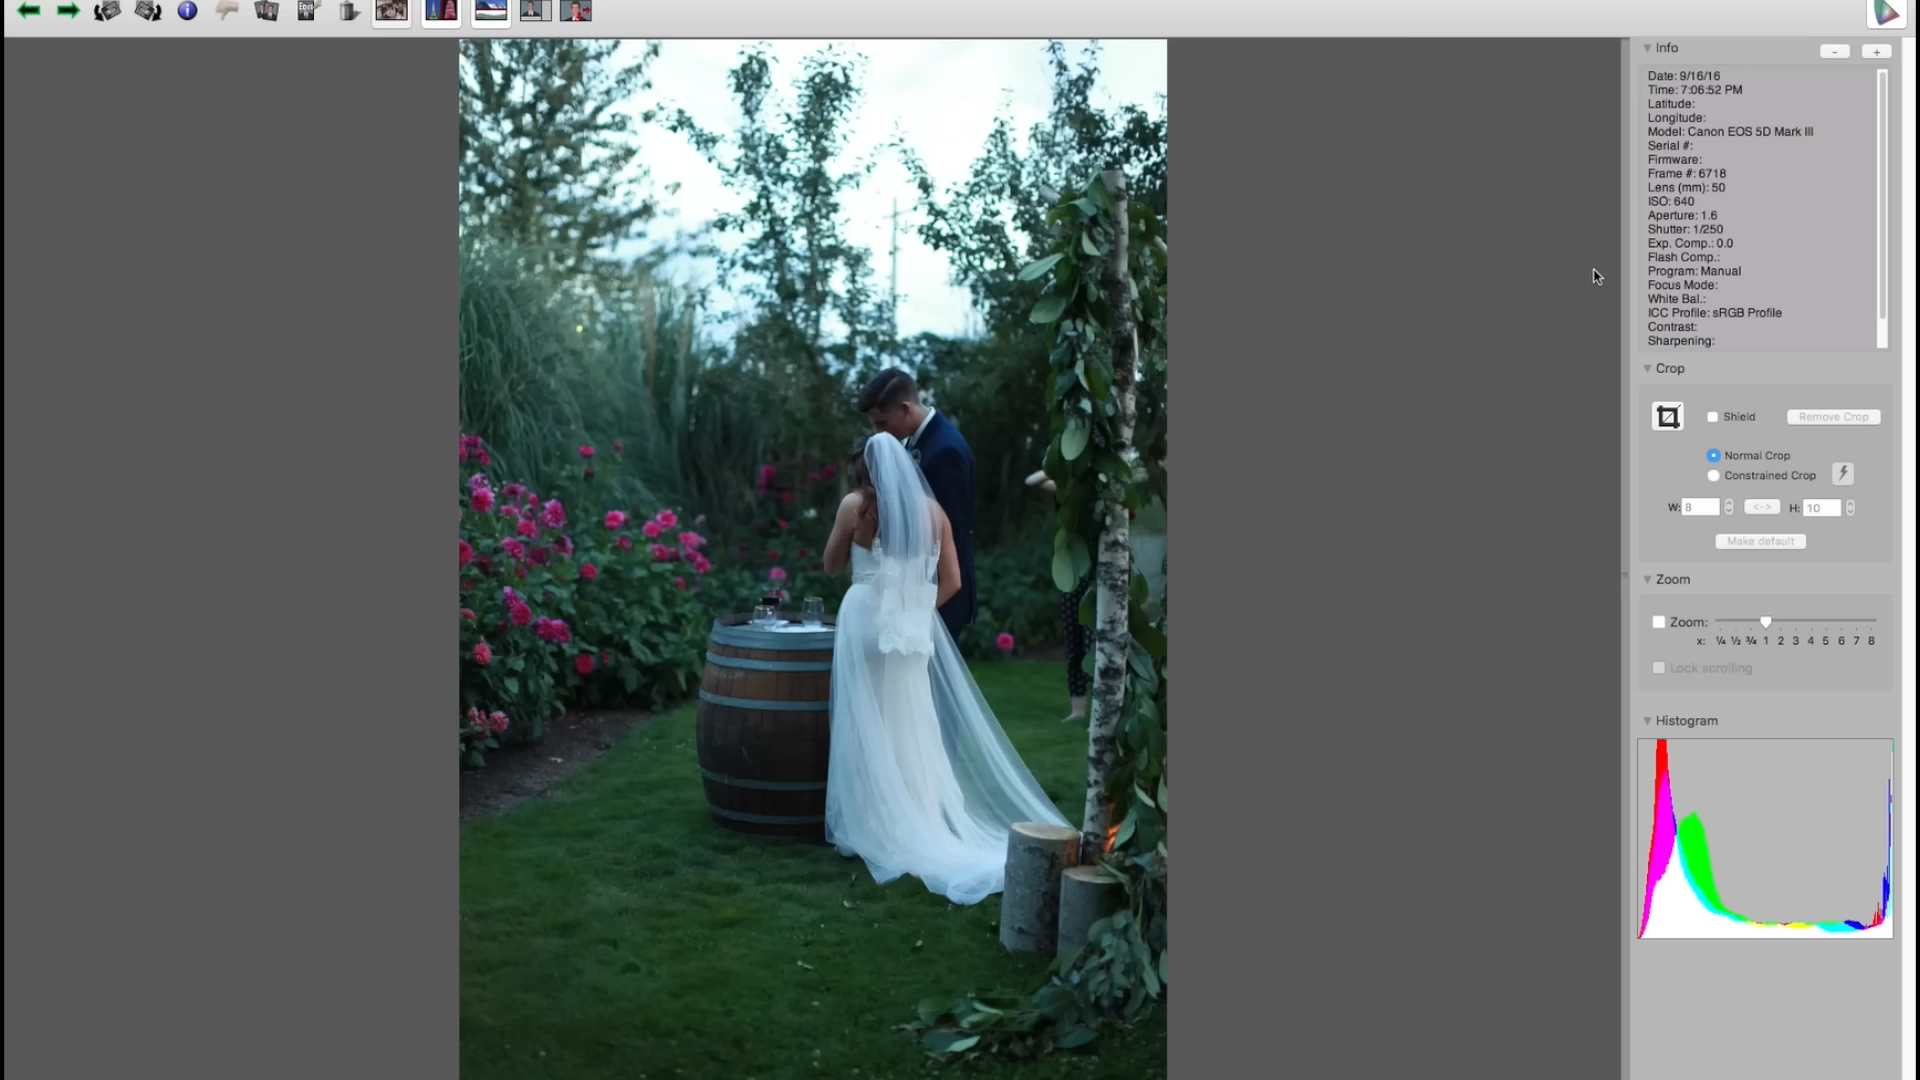 Edit
Info
-
+
Date: 9/16/16
Time: 7:06:52 PM
Latitude:
Longitude:
Model: Canon EOS 5D Mark III
Serial #:
Firmware:
Frame #: 6718
Lens (mm): 50
ISO: 640
Aperture: 1.6
Shutter: 1/250
Exp. Comp.: 0.0
Flash Comp.:
Program: Manual
Focus Mode:
White Bal.:
ICC Profile: sRGB Profile
Contrast:
Sharpening:
Crop
Shield Remove Crop
Normal Crop
Constrained Crop
W: 8 <-> H: 10
Make default
Zoom
Zoom:
x: ¼ ½ ¾ 1 2 3 4 5 6 7 8
Lock scrolling
Histogram